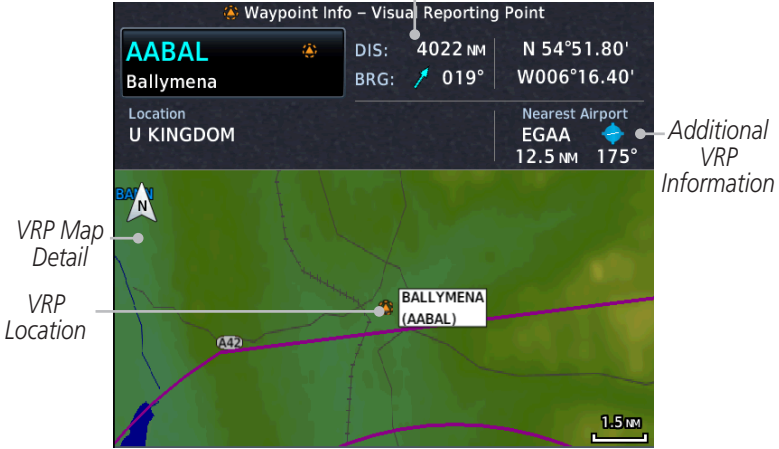 Waypoint Info – Visual Reporting Point
AABAL
Ballymena
DIS: 4022 NM
BRG: 019°
N 54°51.80'
W006°16.40'
Location
U KINGDOM
Nearest Airport
EGAA
12.5 NM 175°
Additional
VRP
Information
BANN
N
VRP Map
Detail
VRP
Location
BALLYMENA
(AABAL)
A42
1.5 NM